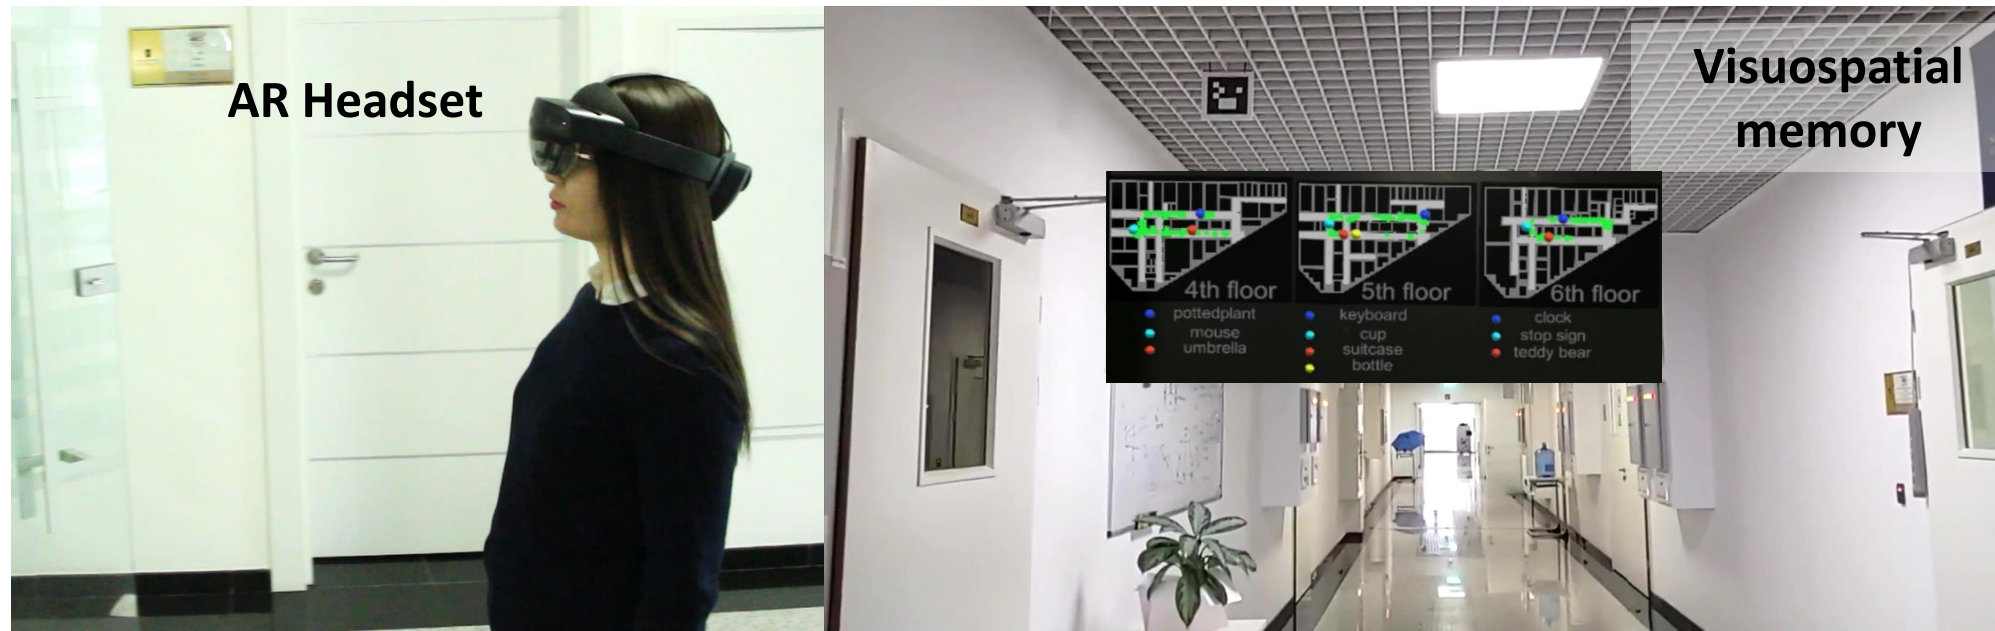 AR Headset
Visuospatial
memory
4th floor
pottedplant
mouse
umbrella
5th floor
keyboard
cup
suitcase
bottle
6th floor
clock
stop sign
teddy bear